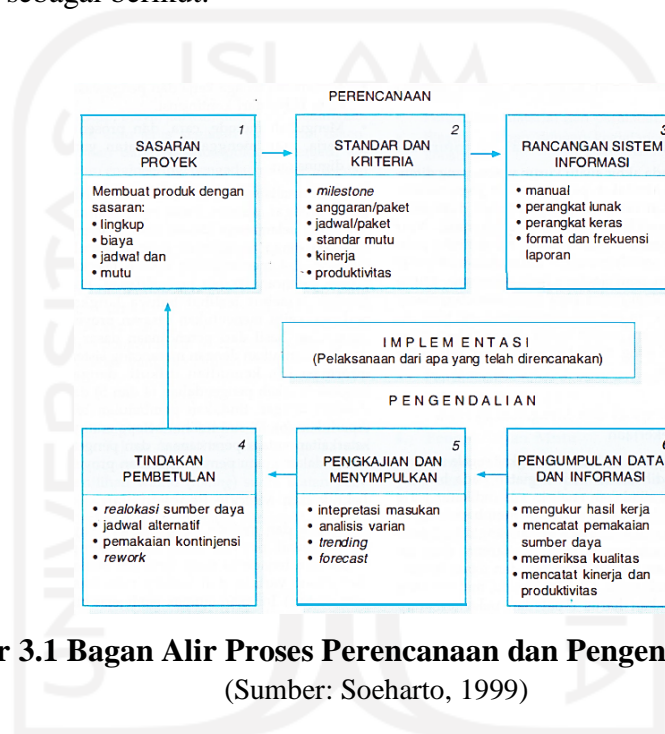 sebagai berikut.
PERENCANAAN
1
SASARAN
PROYEK
Membuat produk dengan
sasaran:
• lingkup
• biaya
• jadwal dan
• mutu
2
STANDAR DAN
KRITERIA
• milestone
• anggaran/paket
• jadwal/paket
• standar mutu
• kinerja
• produktivitas
3
RANCANGAN SISTEM
INFORMASI
• manual
• perangkat lunak
• perangkat keras
• format dan frekuensi
laporan
IMPLEMENTASI
(Pelaksanaan dari apa yang telah direncanakan)
PENGENDALIAN
4
TINDAKAN
PEMBETULAN
• realokasi sumber daya
• jadwal alternatif
• pemakaian kontinjensi
• rework
5
PENGKAJIAN DAN
MENYIMPULKAN
• intepretasi masukan
• analisis varian
• trending
• forecast
6
PENGUMPULAN DATA
DAN INFORMASI
• mengukur hasil kerja
• mencatat pemakaian
sumber daya
• memeriksa kualitas
• mencatat kinerja dan
produktivitas
r 3.1 Bagan Alir Proses Perencanaan dan Pengen
(Sumber: Soeharto, 1999)
ISLAM
UNIVERSITAS